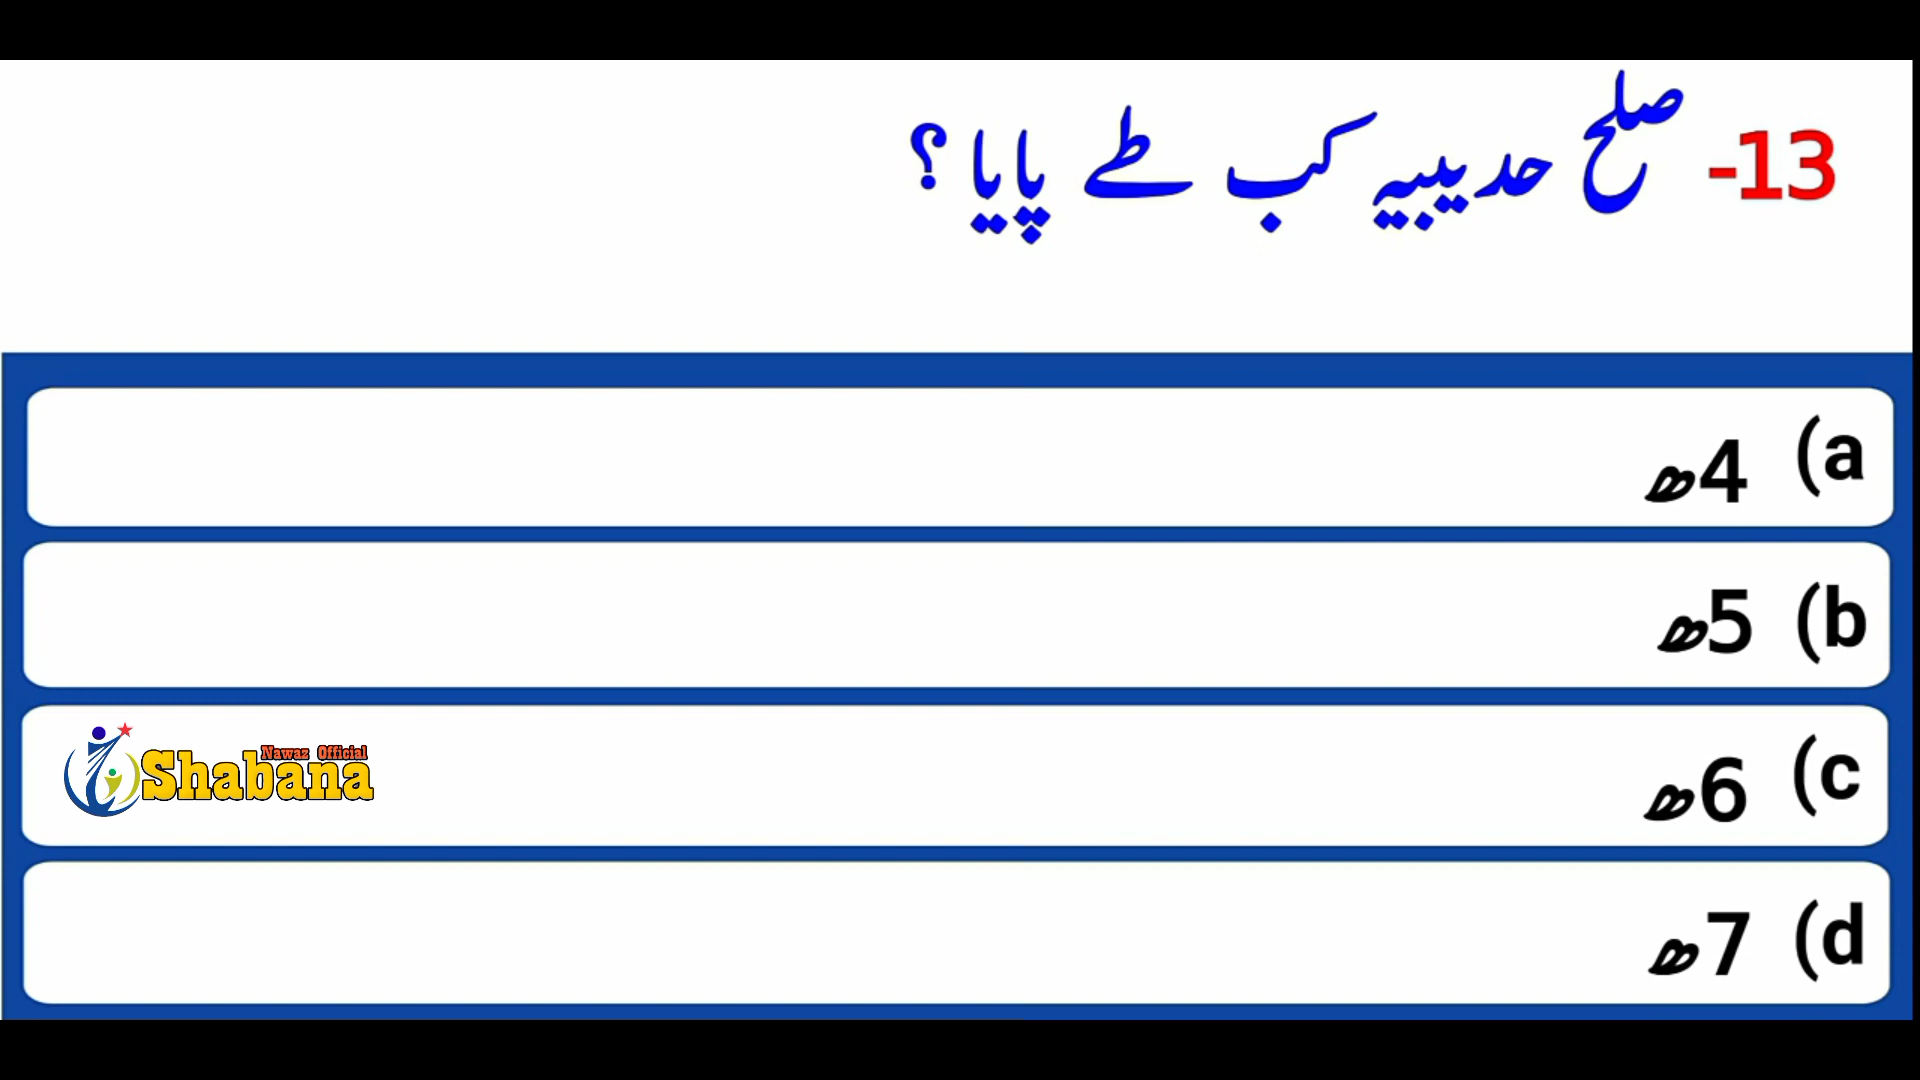 13- صلح حدیبیہ کب طے پایا ؟
a) 4ھ
b) 5ھ
c) 6ھ
Nawaz Official
Shabana
d) 7ھ